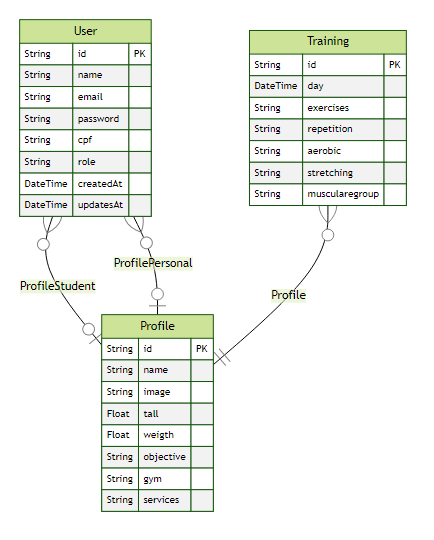 User
String id PK
String name
String email
String password
String cpf
String role
DateTime createdAt
DateTime updatesAt
Training
String id PK
DateTime day
String exercises
String repetition
String aerobic
String stretching
String musculargroup
ProfilePersonal
ProfileStudent
Profile
Profile
String id PK
String name
String image
Float tall
Float weigth
String objective
String gym
String services